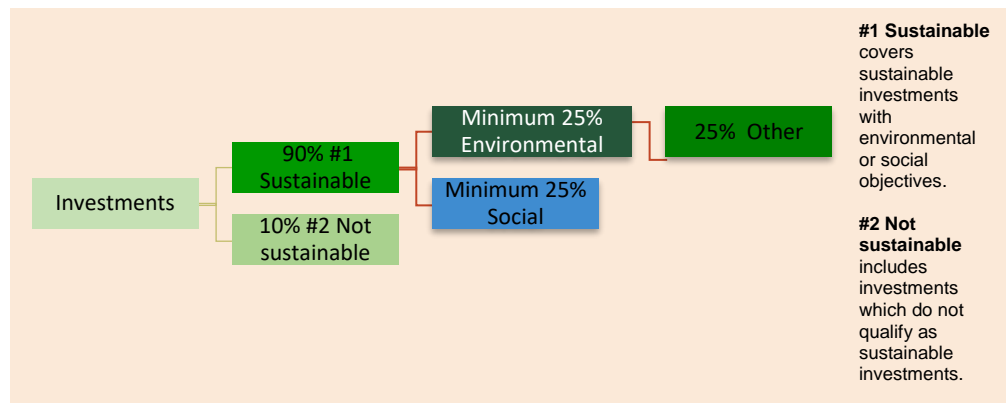 Investments
90% #1
Sustainable
10% #2 Not
sustainable
Minimum 25%
Environmental
Minimum 25%
Social
25% Other
#1 Sustainable
covers
sustainable
investments
with
environmental
or social
objectives.
#2 Not
sustainable
includes
investments
which do not
qualify as
sustainable
investments.